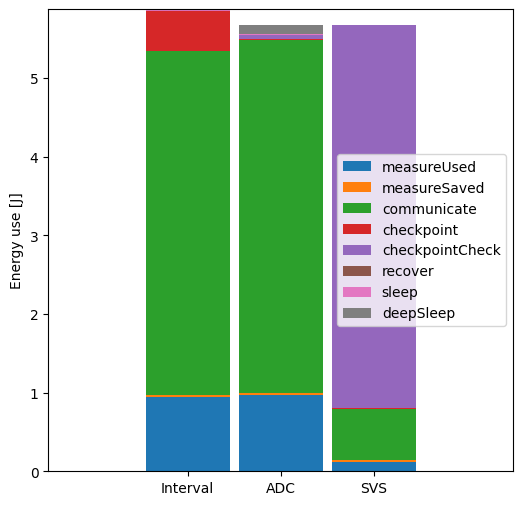 Energy use [J]
5
4
3
2
1
0
measureUsed
measureSaved
communicate
checkpoint
checkpointCheck
recover
sleep
deepSleep
Interval ADC SVS